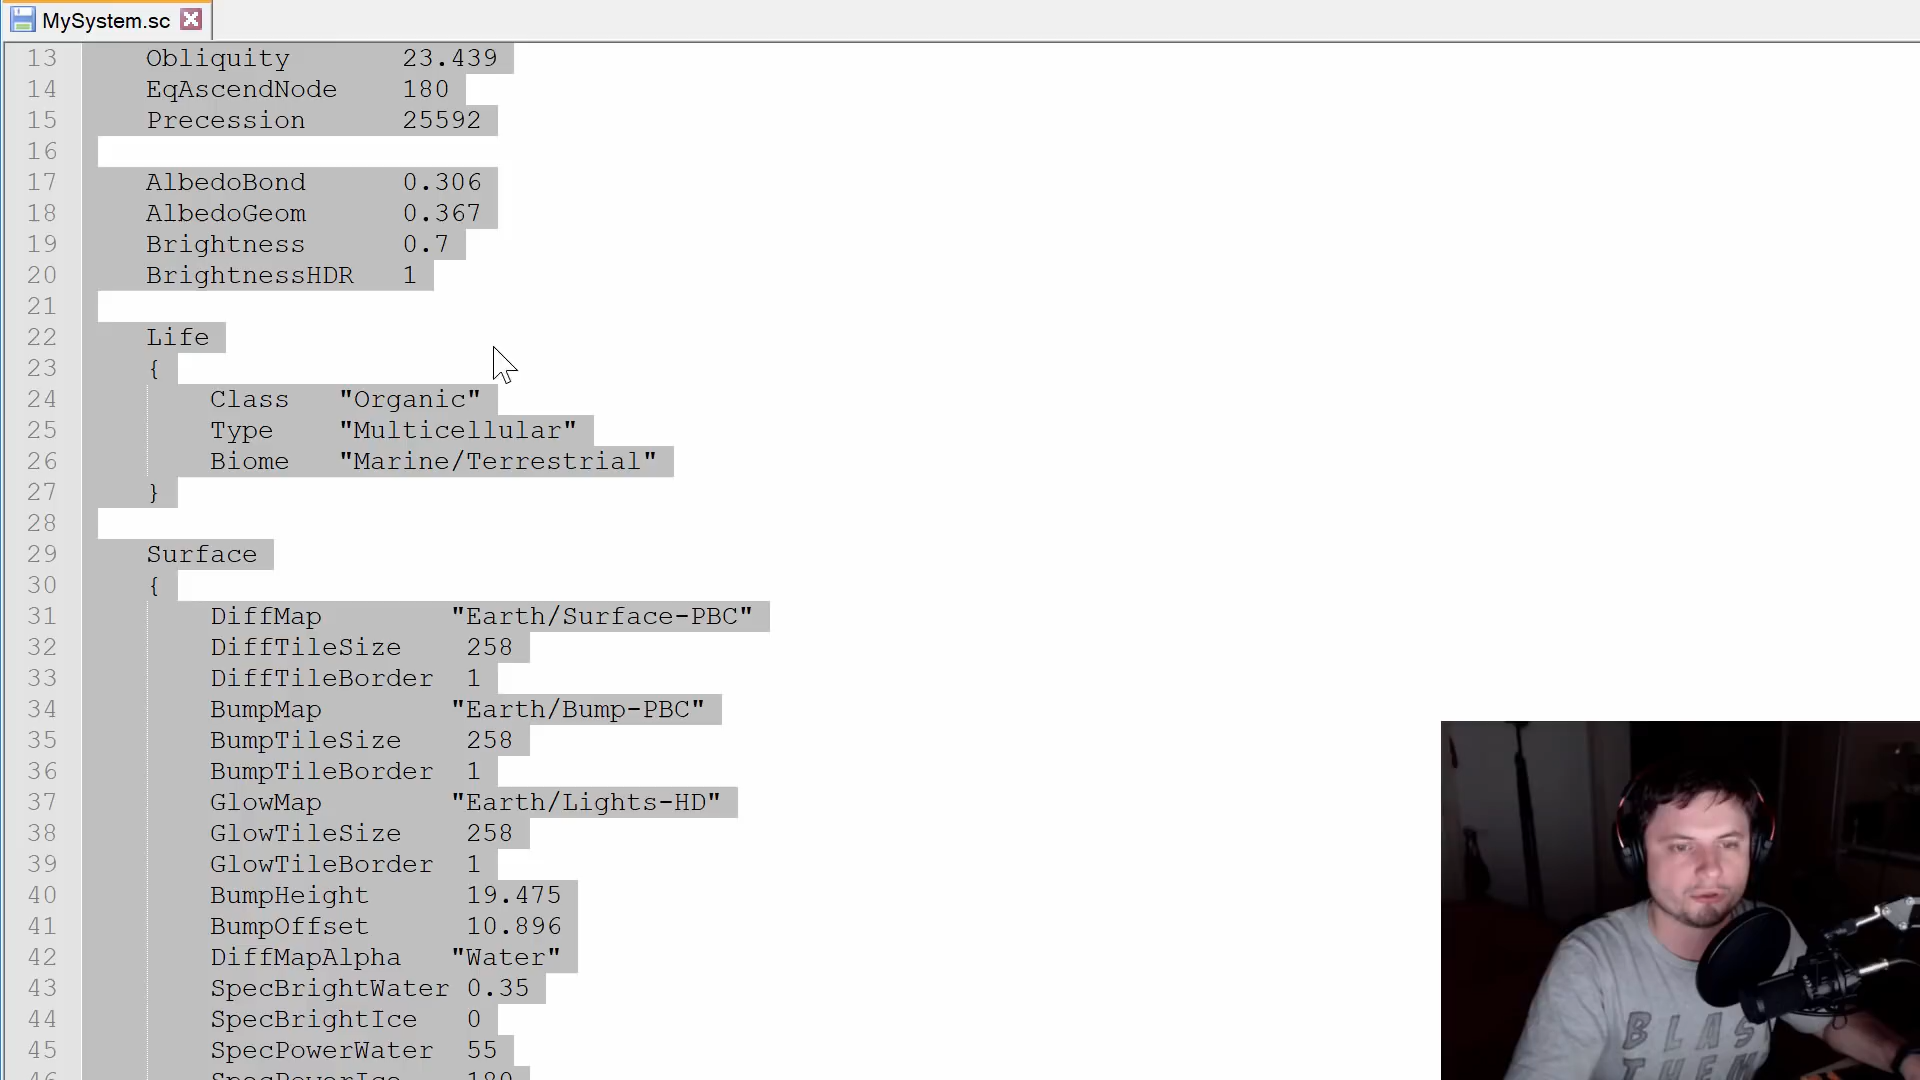 MySystem.sc
13 Obliquity 23.439
14 EqAscendNode 180
15 Precession 25592
16
17 AlbedoBond 0.306
18 AlbedoGeom 0.367
19 Brightness 0.7
20 BrightnessHDR 1
21
22 Life
23 {
24 Class "Organic"
25 Type "Multicellular"
26 Biome "Marine/Terrestrial"
27 }
28
29 Surface
30 {
31 DiffMap "Earth/Surface-PBC"
32 DiffTileSize 258
33 DiffTileBorder 1
34 BumpMap "Earth/Bump-PBC"
35 BumpTileSize 258
36 BumpTileBorder 1
37 GlowMap "Earth/Lights-HD"
38 GlowTileSize 258
39 GlowTileBorder 1
40 BumpHeight 19.475
41 BumpOffset 10.896
42 DiffMapAlpha "Water"
43 SpecBrightWater 0.35
44 SpecBrightIce 0
45 SpecPowerWater 55
46 SpecPowerIce 180
BLAS
THEM